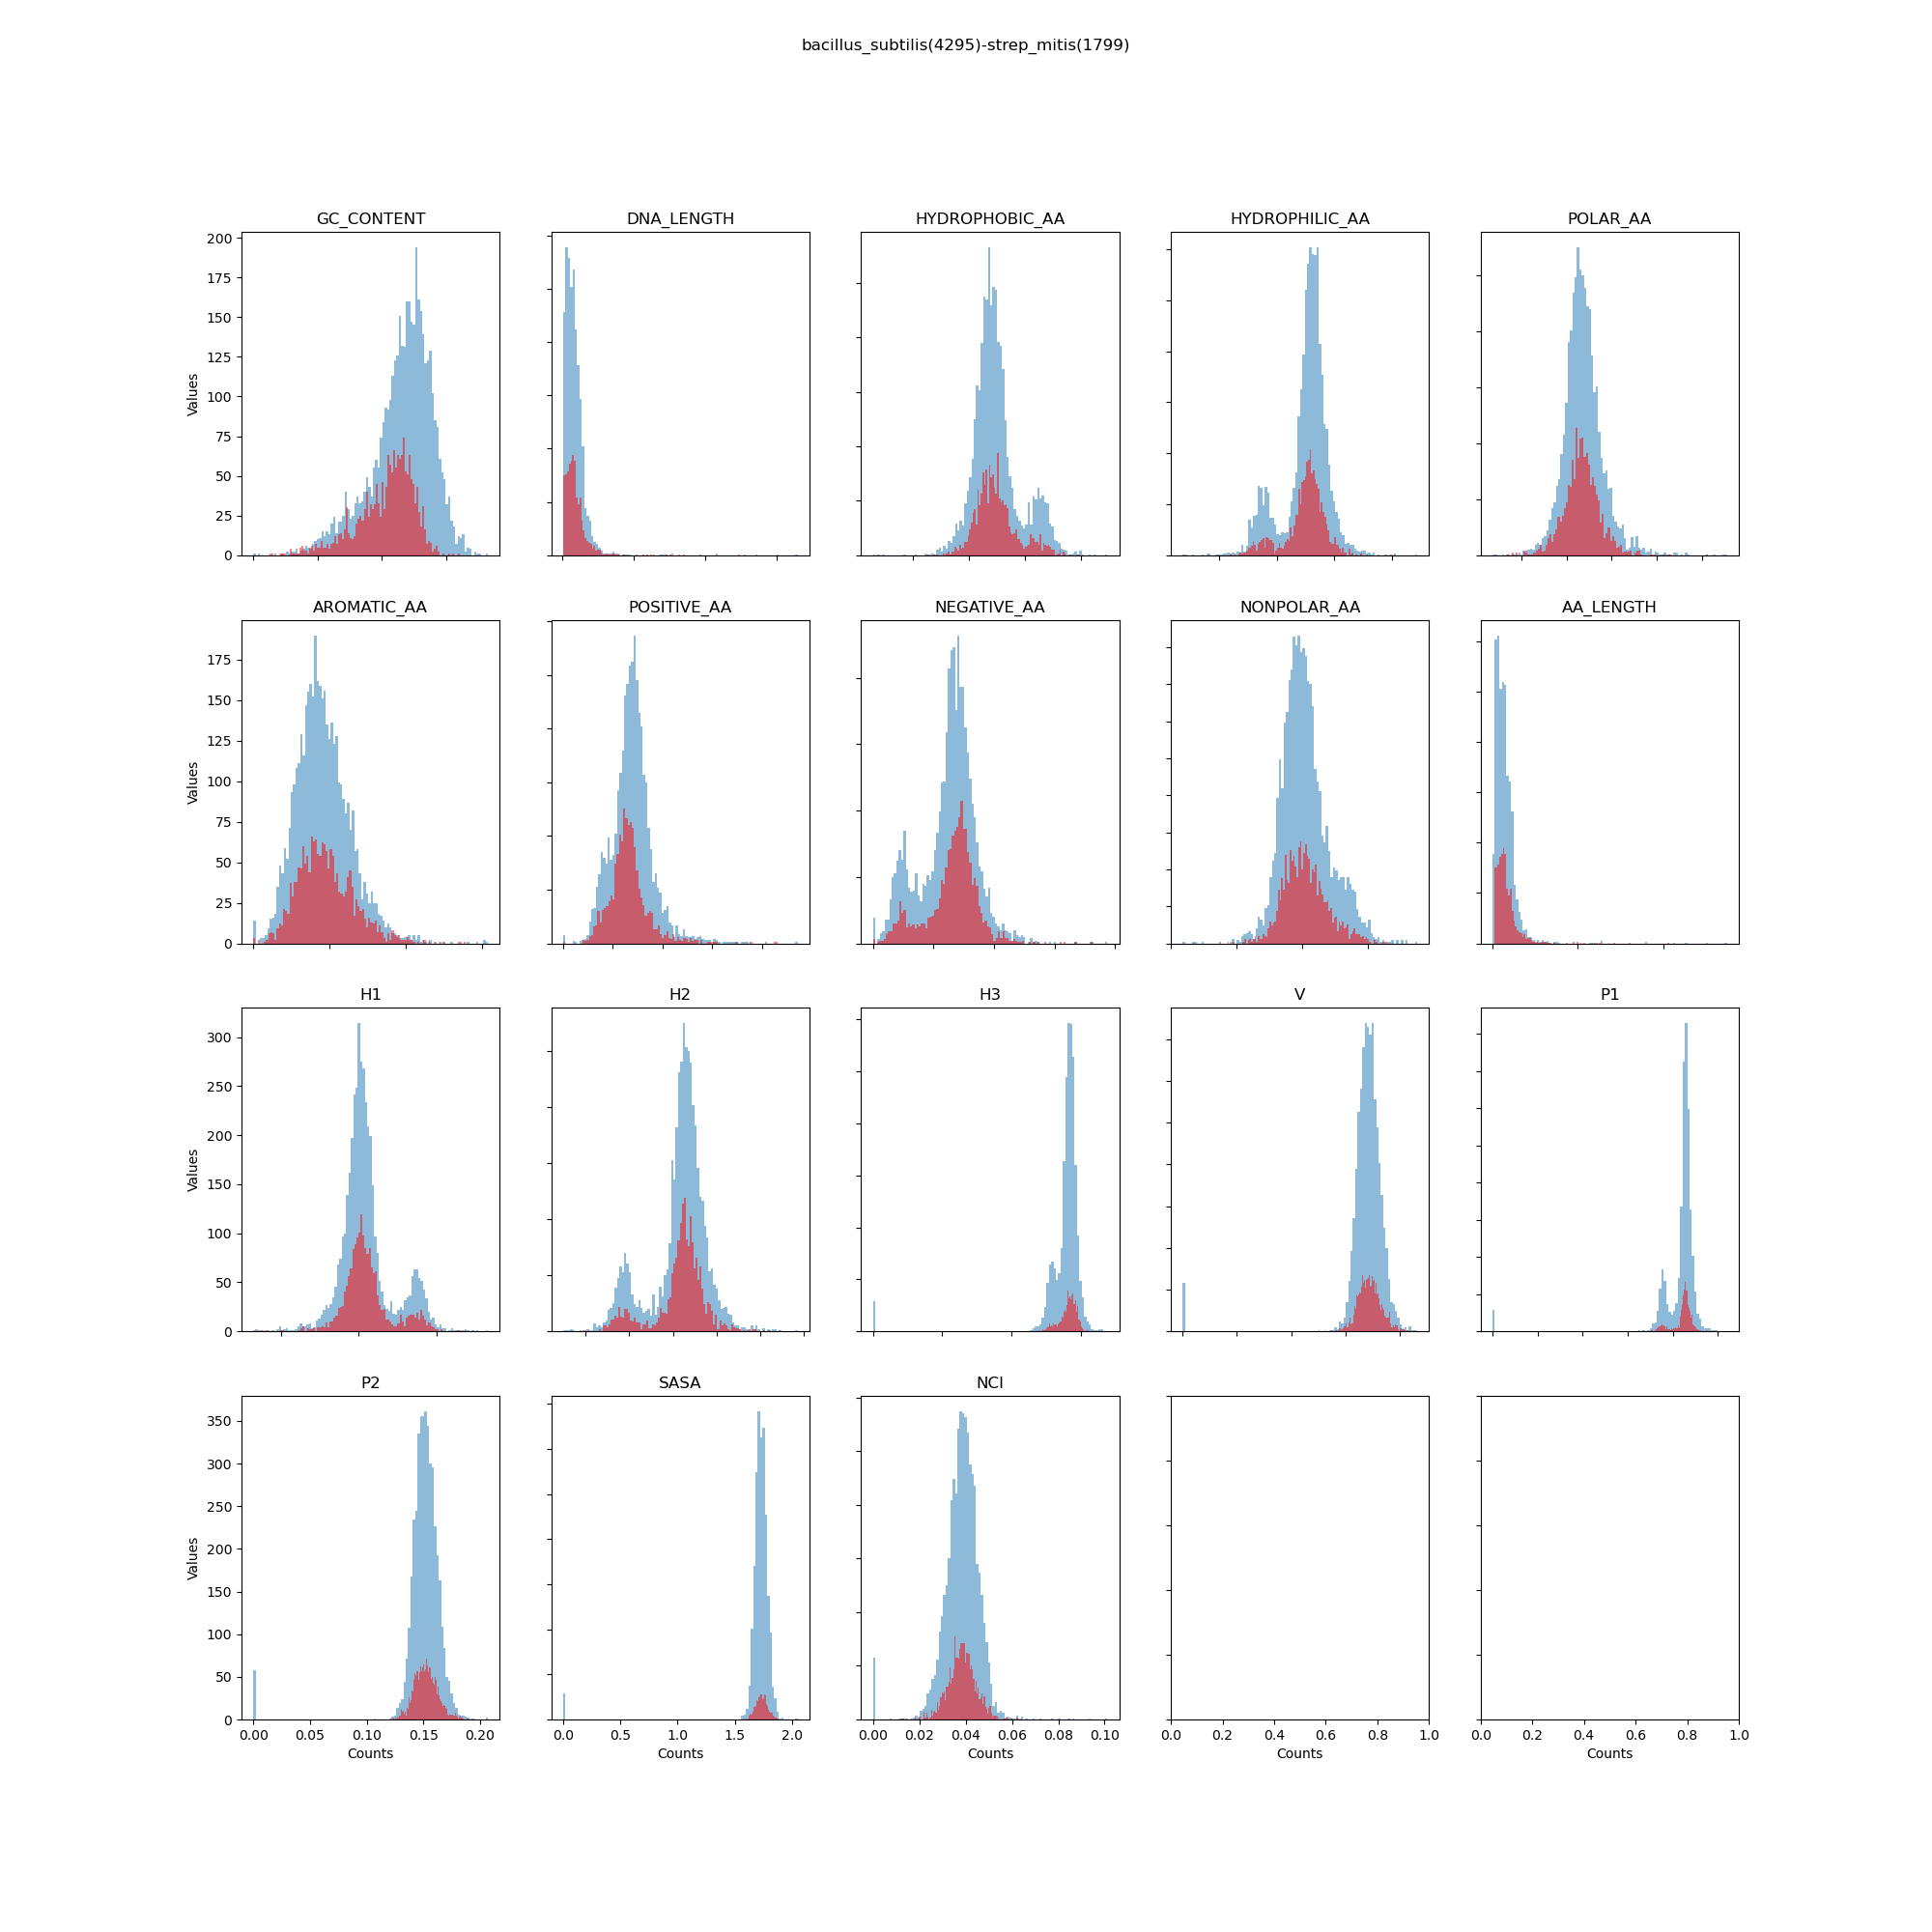 bacillus_subtilis(4295)-strep_mitis(1799)
GC_CONTENT DNA_LENGTH HYDROPHOBIC_AA HYDROPHILIC_AA POLAR_AA
200
175
150
125
100
75
50
25
0
Values
AROMATIC_AA POSITIVE_AA NEGATIVE_AA NONPOLAR_AA AA_LENGTH
175
150
125
100
75
50
25
0
Values
H1 H2 H3 V P1
300
250
200
150
100
50
0
Values
P2 SASA NCI
350
300
250
200
150
100
50
0
Values
0.00 0.05 0.10 0.15 0.20 0.0 0.5 1.0 1.5 2.0 0.00 0.02 0.04 0.06 0.08 0.10 0.0 0.2 0.4 0.6 0.8 1.0 0.0 0.2 0.4 0.6 0.8 1.0
Counts Counts Counts Counts Counts